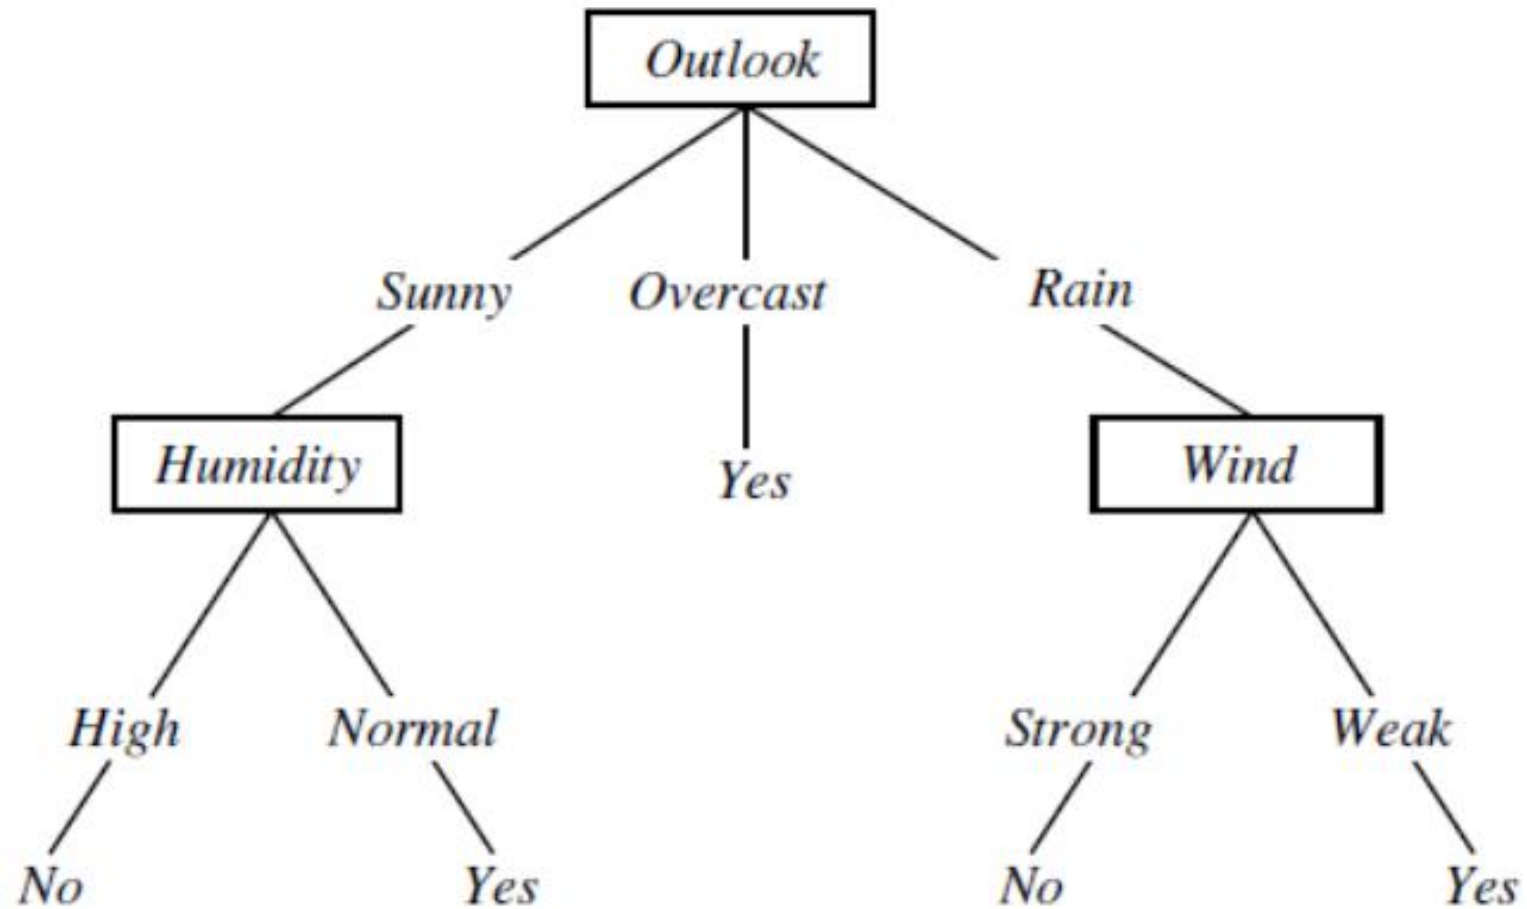 Outlook
Sunny Overcast Rain
Humidity Yes Wind
High Normal Strong Weak
No Yes No Yes